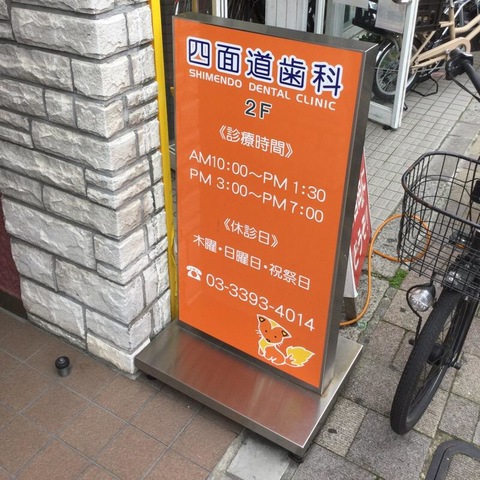 四面道歯科
SHIMENDO DENTAL CLINIC
2F
《診療時間》
AM10:00〜PM 1:30
PM 3:00〜PM 7:00
《休診日》
木曜・日曜日・祝祭日
☎ 03-3393-4014